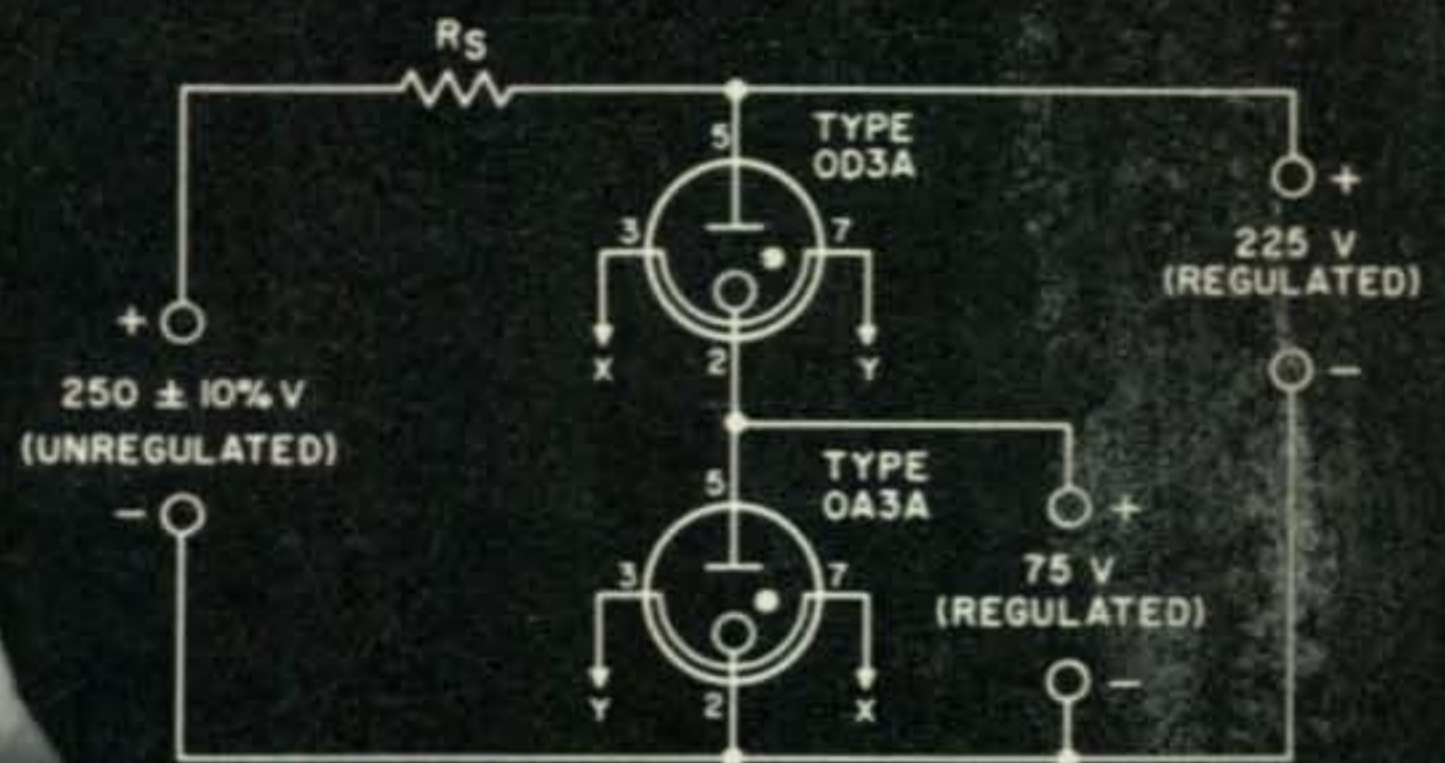 RS
5
TYPE
OD3A
3
7
X
Y
2
+
250 ± 10% V
(UNREGULATED)
−
+
225 V
(REGULATED)
−
5
TYPE
OA3A
3
7
Y
X
2
+
75 V
(REGULATED)
−